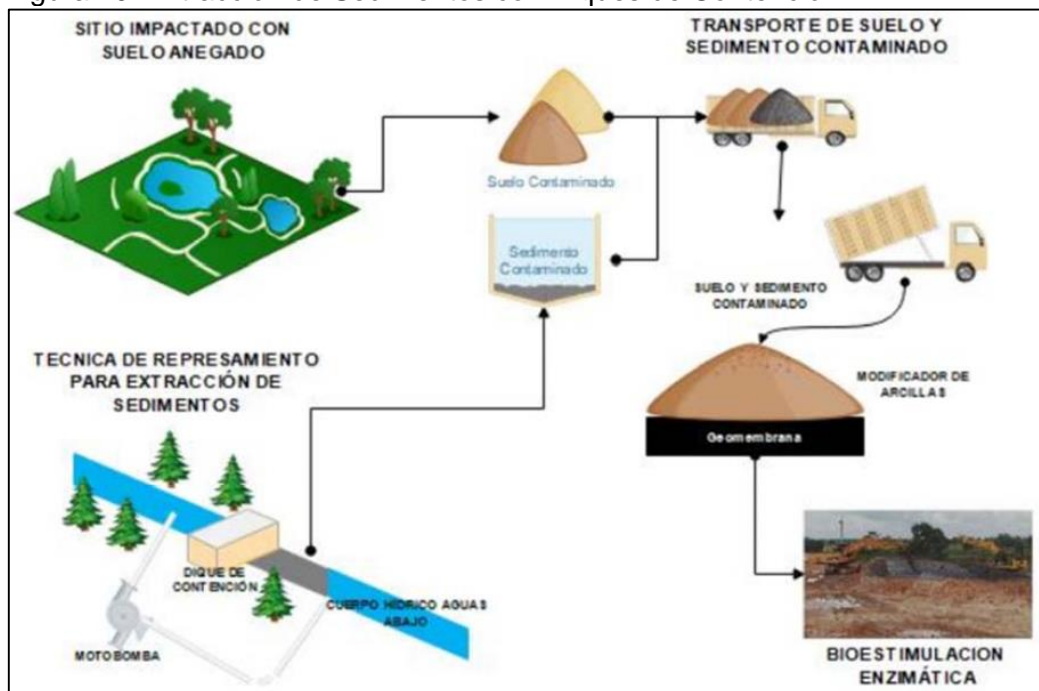 SITIO IMPACTADO CON
SUELO ANEGADO
TRANSPORTE DE SUELO Y
SEDIMENTO CONTAMINADO
Suelo Contaminado
Sedimento
Contaminado
SUELO Y SEDIMENTO
CONTAMINADO
TECNICA DE REPRESAMIENTO
PARA EXTRACCIÓN DE
SEDIMENTOS
MODIFICADOR DE
ARCILLAS
Geomembrana
DIQUE DE
CONTENCIÓN
CUERPO HÍDRICO AGUAS
ABAJO
MOTOBOMBA
BIOESTIMULACION
ENZIMÁTICA